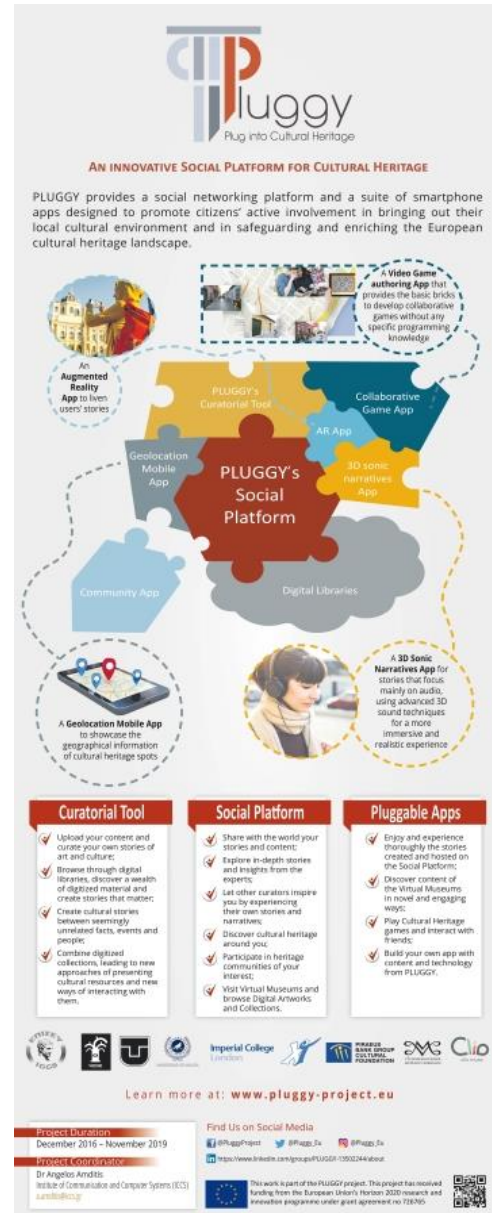 Pluggy
Plug into Cultural Heritage
AN INNOVATIVE SOCIAL PLATFORM FOR CULTURAL HERITAGE
PLUGGY provides a social networking platform and a suite of smartphone
apps designed to promote citizens' active involvement in bringing out their
local cultural environment and in safeguarding and enriching the European
cultural heritage landscape.
A Video Game
authoring App that
provides the basic bricks
to develop collaborative
games without any
specific programming
knowledge
An
Augmented
Reality
App to liven
users' stories
PLUGGY's
Curatorial Tool
Collaborative
Game App
AR App
Geolocation
Mobile
App
PLUGGY's
Social
Platform
3D sonic
narratives
App
Community App
Digital Libraries
A Geolocation Mobile App
to showcase the
geographical information
of cultural heritage spots
A 3D Sonic
Narratives App for
stories that focus
mainly on audio,
using advanced 3D
sound techniques
for a more
immersive and
realistic experience
Curatorial Tool
Upload your content and
curate your own stories of
art and culture;
Browse through digital
libraries, discover a wealth
of digitized material and
create stories that matter;
Create cultural stories
between seemingly
unrelated facts, events and
people;
Combine digitized
collections, leading to new
approaches of presenting
cultural resources and new
ways of interacting with
them.
Social Platform
Share with the world your
stories and content;
Explore in-depth stories
and insights from the
experts;
Let other curators inspire
you by experiencing
their own stories and
narratives;
Discover cultural heritage
around you;
Participate in heritage
communities of your
interest;
Visit Virtual Museums and
browse Digital Artworks
and Collections.
Pluggable Apps
Enjoy and experience
thoroughly the stories
created and hosted on
the Social Platform;
Discover content of
the Virtual Museums
in novel and engaging
ways;
Play Cultural Heritage
games and interact with
friends;
Build your own app with
content and technology
from PLUGGY.
ICCS
Imperial College
London
PIRAEUS
BANK GROUP
CULTURAL
FOUNDATION
Clio
Learn more at: www.pluggy-project.eu
Project Duration
December 2016 – November 2019
Project Coordinator
Dr Angelos Amditis
Institute of Communication and Computer Systems (ICCS)
a.amditis@iccs.gr
Find Us on Social Media
@PluggyProject
@Pluggy_Eu
@Pluggy_Eu
https://www.linkedin.com/groups/PLUGGY-13502244/about
This work is part of the PLUGGY project. This project has received
funding from the European Union's Horizon 2020 research and
innovation programme under grant agreement no 726765